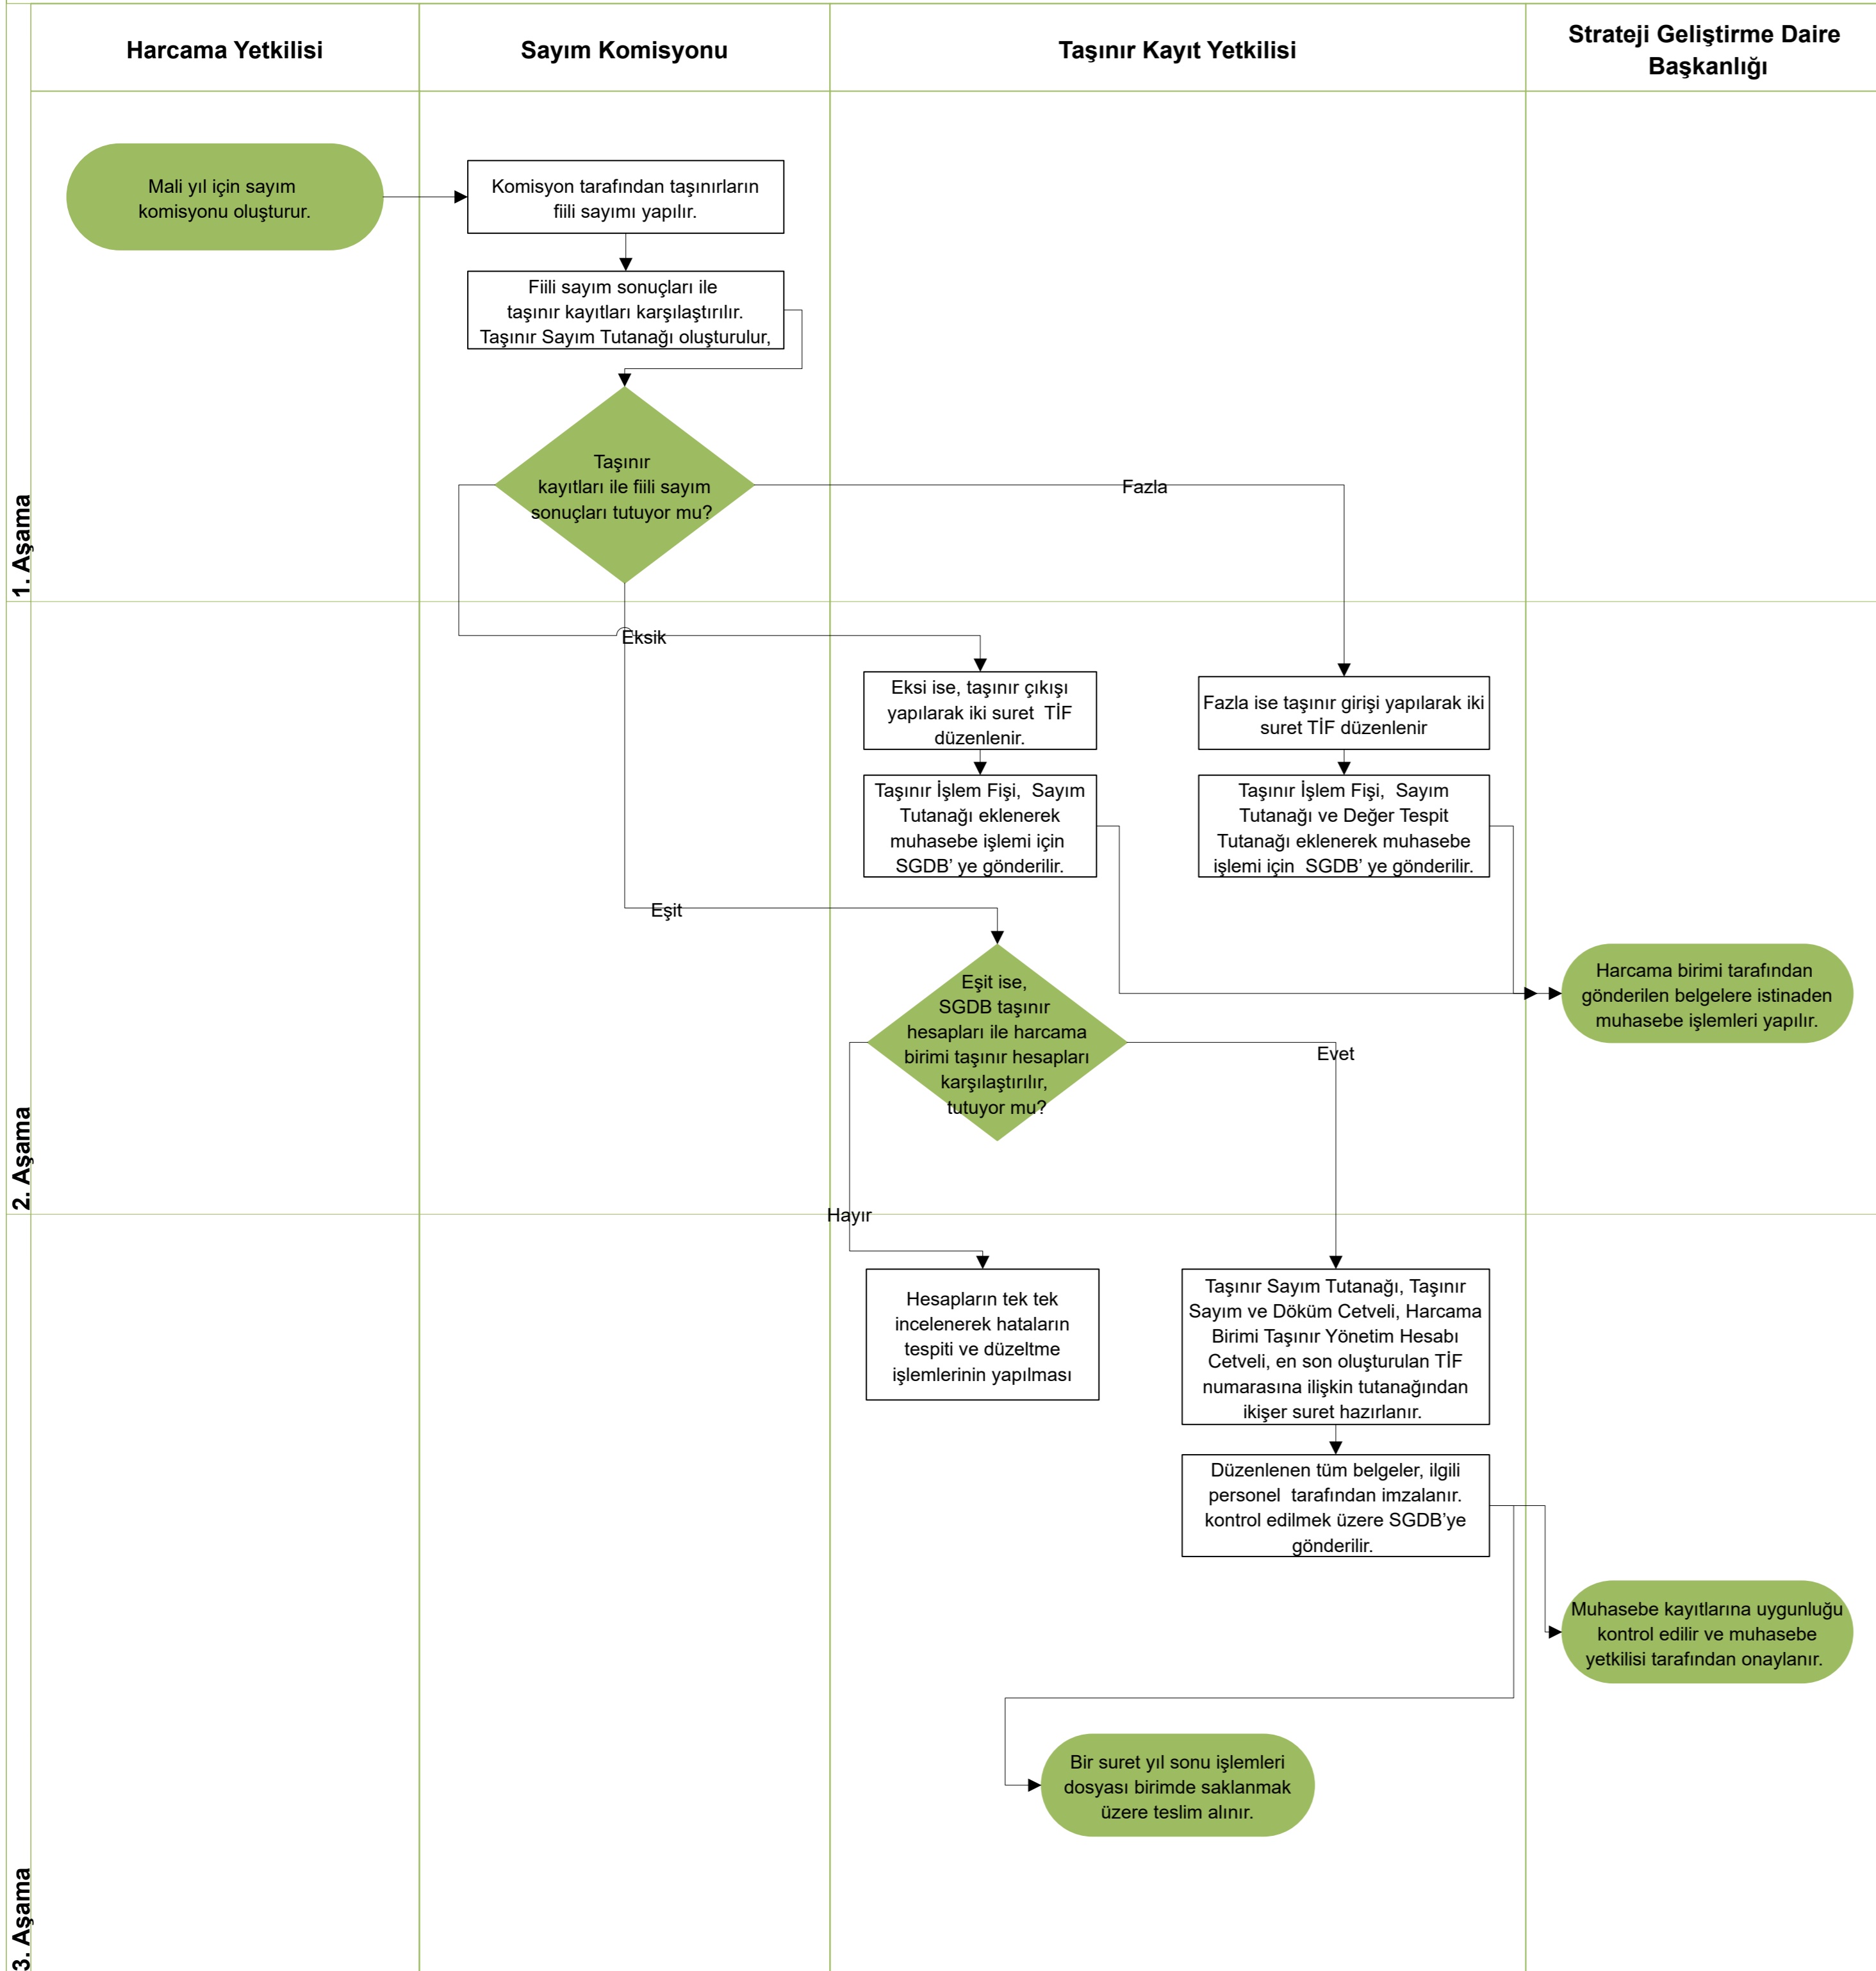 Harcama Yetkilisi
Sayım Komisyonu
Taşınır Kayıt Yetkilisi
Strateji Geliştirme Daire
Başkanlığı
1. Aşama
Mali yıl için sayım
komisyonu oluşturur.
Komisyon tarafından taşınırların
fiili sayımı yapılır.
Fiili sayım sonuçları ile
taşınır kayıtları karşılaştırılır.
Taşınır Sayım Tutanağı oluşturulur,
Taşınır
kayıtları ile fiili sayım
sonuçları tutuyor mu?
Fazla
2. Aşama
Eksik
Eksi ise, taşınır çıkışı
yapılarak iki suret  TİF
düzenlenir.
Fazla ise taşınır girişi yapılarak iki
suret TİF düzenlenir
Taşınır İşlem Fişi,  Sayım
Tutanağı eklenerek
muhasebe işlemi için
SGDB’ ye gönderilir.
Taşınır İşlem Fişi,  Sayım
Tutanağı ve Değer Tespit
Tutanağı eklenerek muhasebe
işlemi için  SGDB’ ye gönderilir.
Eşit
Eşit ise,
SGDB taşınır
hesapları ile harcama
birimi taşınır hesapları
karşılaştırılır,
tutuyor mu?
Harcama birimi tarafından
gönderilen belgelere istinaden
muhasebe işlemleri yapılır.
Evet
Hayır
3. Aşama
Hesapların tek tek
incelenerek hataların
tespiti ve düzeltme
işlemlerinin yapılması
Taşınır Sayım Tutanağı, Taşınır
Sayım ve Döküm Cetveli, Harcama
Birimi Taşınır Yönetim Hesabı
Cetveli, en son oluşturulan TİF
numarasına ilişkin tutanağından
ikişer suret hazırlanır.
Düzenlenen tüm belgeler, ilgili
personel  tarafından imzalanır.
kontrol edilmek üzere SGDB’ye
gönderilir.
Muhasebe kayıtlarına uygunluğu
kontrol edilir ve muhasebe
yetkilisi tarafından onaylanır.
Bir suret yıl sonu işlemleri
dosyası birimde saklanmak
üzere teslim alınır.